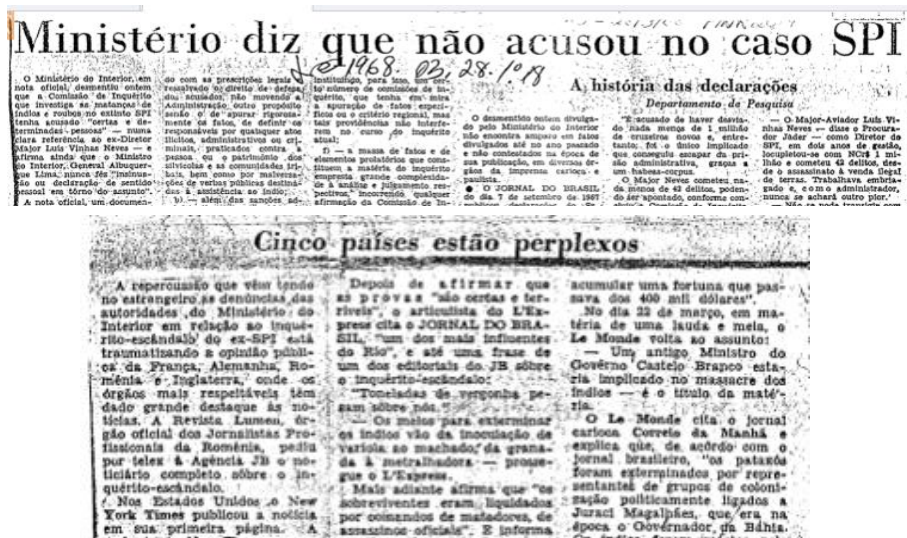 Ministério diz que não acusou no caso SPI
1968. 03, 28. 1º
O Ministério do Interior, em
nota oficial, desmentiu ontem
que a Comissão de Inquérito
que investiga as matanças de
índios e roubos no extinto SPI
tenha acusado "certas e de-
terminadas pessoas" — numa
clara referência ao ex-Diretor
Major Luís Vinhas Neves — e
afirma ainda que o Ministro
do Interior, General Albuquer-
que Lima, nunca fêz "insinua-
ção ou declaração de sentido
pessoal em tôrno do assunto".
A nota oficial, um documen-
do com as prescrições legais e
ressalvado o direito de defesa
dos acusados, não movendo a
Administração outro propósito
senão o de apurar rigorosa-
mente os fatos, de definir os
responsáveis por quaisquer atos
ilícitos, administrativos ou cri-
minais, praticados contra a
pessoa ou o patrimônio dos
silvícolas e as comunidades tri-
bais, bem como por malversa-
ções de verbas públicas destina-
das à assistência ao índio;
b) — além das sanções ad-
instituindo, para isso, um cer-
to número de comissões de in-
quérito, que tenha em mira
a apuração de fatos especí-
ficos ou o critério regional, mas
tais providências não interfe-
rem no curso do inquérito
atual;
— a massa de fatos e de
elementos probatórios que cons-
tituem a matéria do inquérito
empresta grande complexida-
de à análise e julgamento res-
pectivos, incorrendo qualquer
afirmação da Comissão de In-
A história das declarações
Departamento de Pesquisa
O desmentido ontem divulga-
do pelo Ministério do Interior
não encontra amparo em fatos
divulgados até no ano passado
e não contestados na época de
sua publicação, em diversos ór-
gãos da imprensa carioca e
paulista.
● O JORNAL DO BRASIL
do dia 7 de setembro de 1967
"É acusado de haver desvia-
do nada menos de 1 milhão
de cruzeiros novos e, entre-
tanto, foi o único implicado
que conseguiu escapar da pri-
são administrativa, graças a
um habeas-corpus.
O Major Neves cometeu na-
da menos de 42 delitos, poden-
do ser apontado, conforme con-
— O Major-Aviador Luís Vi-
nhas Neves — disse o Procura-
dor Jáder — como Diretor do
SPI, em dois anos de gestão,
locupletou-se com NCr$ 1 mi-
lhão e cometeu 42 delitos, des-
de o assassinato à venda ilegal
de terras. Trabalhava embria-
gado e, como administrador,
nunca se achará outro pior."
— Não se pode transigir com
Cinco países estão perplexos
A repercussão que vêm tendo
no estrangeiro as denúncias das
autoridades do Ministério do
Interior em relação ao inqué-
rito-escândalo do ex-SPI está
traumatizando a opinião públi-
ca da França, Alemanha, Ro-
mênia e Inglaterra, onde os
órgãos mais respeitáveis têm
dado grande destaque às no-
tícias. A Revista Lumen, ór-
gão oficial dos Jornalistas Pro-
fissionais da Romênia, pediu
por telex à Agência JB o no-
ticiário completo sôbre o in-
quérito-escândalo.
Nos Estados Unidos o New
York Times publicou a notícia
em sua primeira página. A
Depois de afirmar que
as provas "são certas e ter-
ríveis", o articulista do L'Ex-
press cita o JORNAL DO BRA-
SIL, "um dos mais influentes
do Rio", e até uma frase de
um dos editoriais do JB sôbre
o inquérito-escândalo:
"Toneladas de vergonha pe-
sam sôbre nós."
— Os meios para exterminar
os índios vão da inoculação de
varíola ao machado, da grana-
da à metralhadora — prosse-
gue o L'Express.
Mais adiante afirma que "os
sobreviventes eram liquidados
por comandos de matadores, de
assassinos oficiais". E informa
acumular uma fortuna que pas-
sava dos 400 mil dólares".
No dia 22 de março, em ma-
téria de uma lauda e meia, o
Le Monde volta ao assunto:
— Um antigo Ministro do
Govêrno Castelo Branco esta-
ria implicado no massacre dos
índios — é o título da maté-
ria.
O Le Monde cita o jornal
carioca Correio da Manhã e
explica que, de acôrdo com o
jornal brasileiro, "os pataxós
foram exterminados por repre-
sentantes de grupos de coloni-
zação politicamente ligados a
Juraci Magalhães, que era na
época o Governador da Bahia.